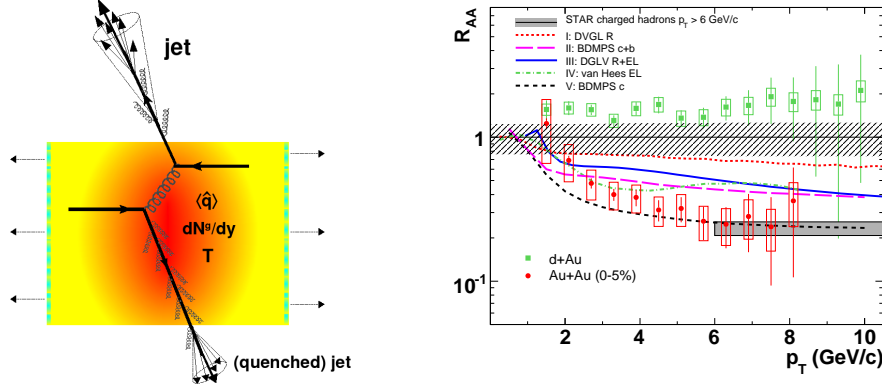 jet
⟨q̂⟩
dNᵍ/dy
T
(quenched) jet
R_AA
STAR charged hadrons p_T > 6 GeV/c
I: DVGL R
II: BDMPS c+b
III: DGLV R+EL
IV: van Hees EL
V: BDMPS c
1
10⁻¹
d+Au
Au+Au (0-5%)
2 4 6 8 10
p_T (GeV/c)